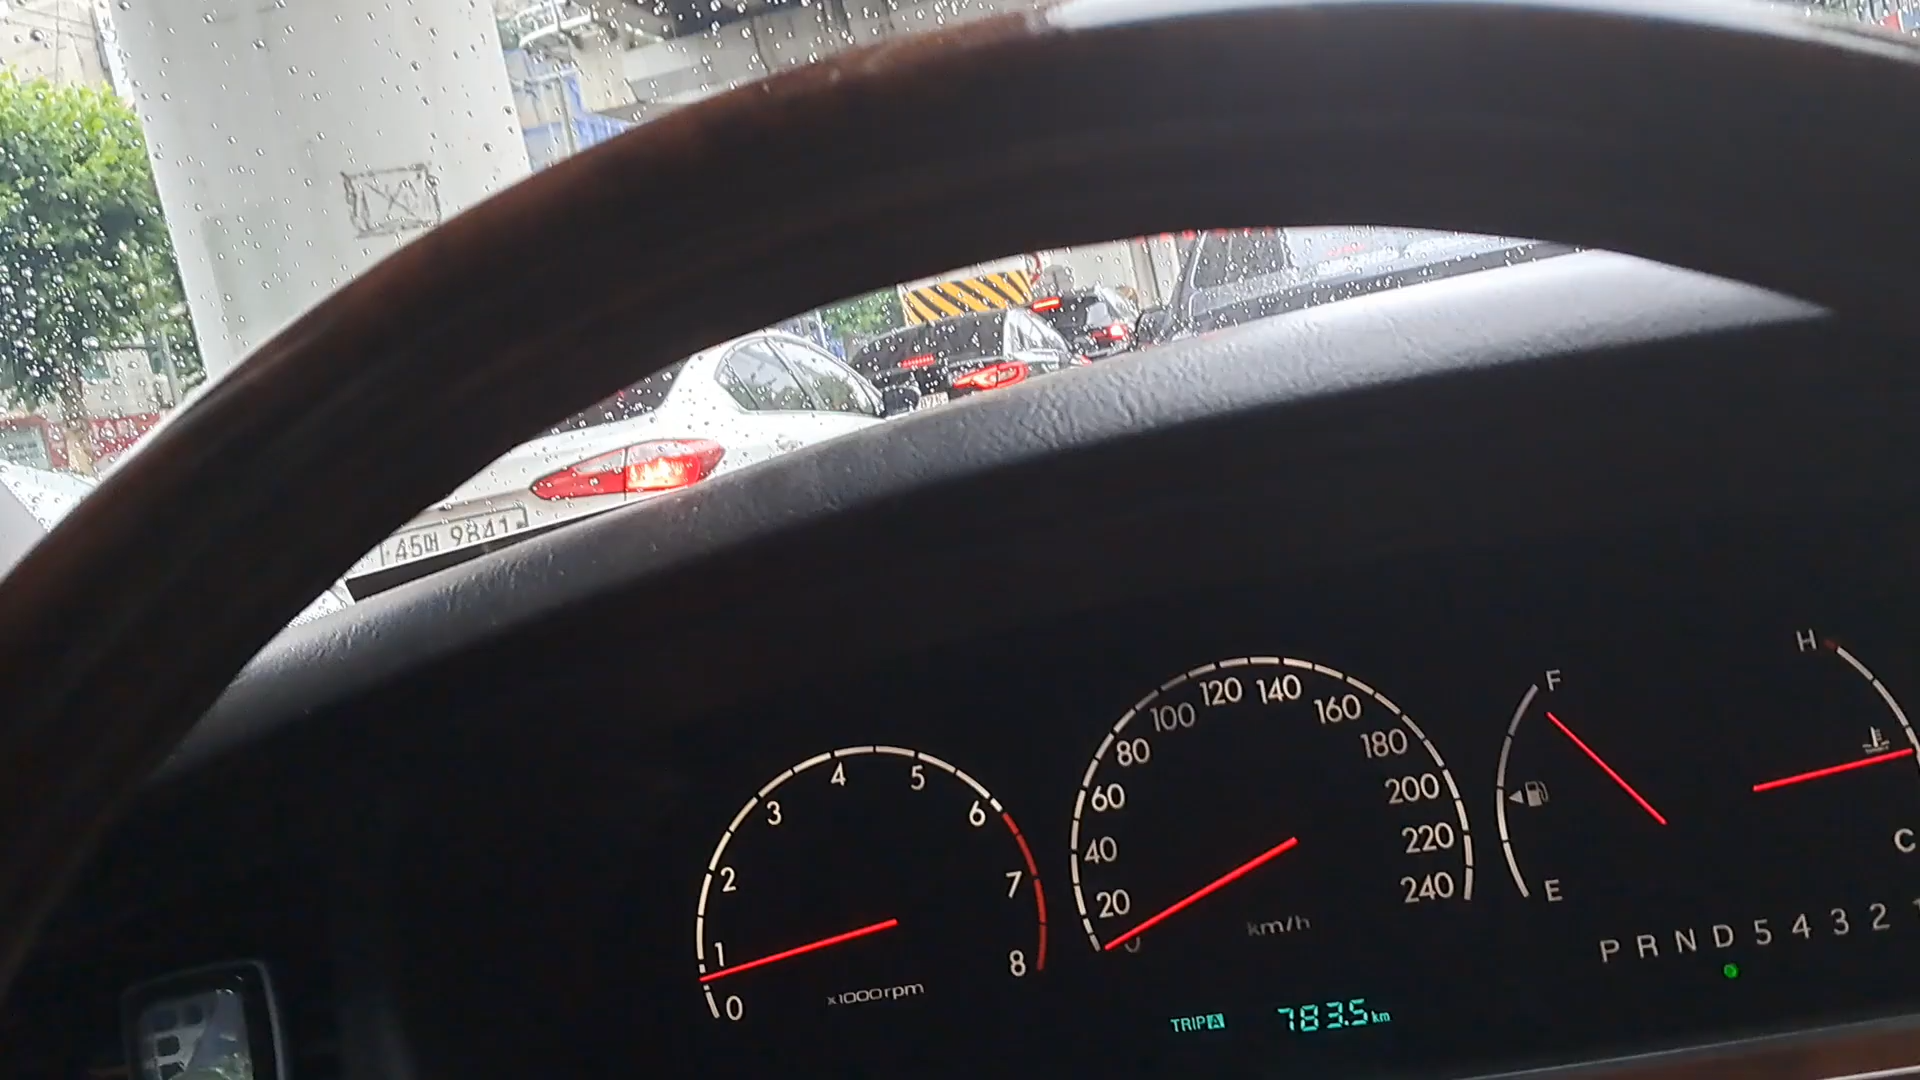 45머 9841
0 1 2 3 4 5 6 7 8
x1000rpm
0 20 40 60 80 100 120 140 160 180 200 220 240
km/h
F
E
H
C
P R N D 5 4 3 2
TRIP A 783.5 km